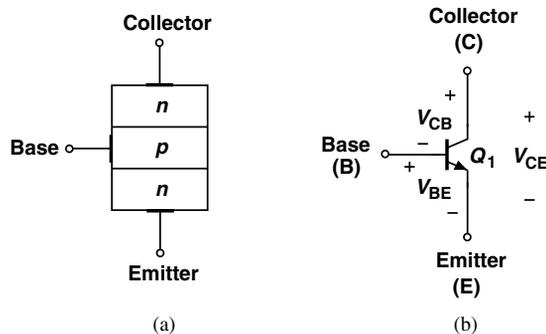 Collector
n
Base
p
n
Emitter
(a)
Collector
(C)
+
V_CB
−
Base
(B)
+
V_BE
−
Q_1
+
V_CE
−
Emitter
(E)
(b)